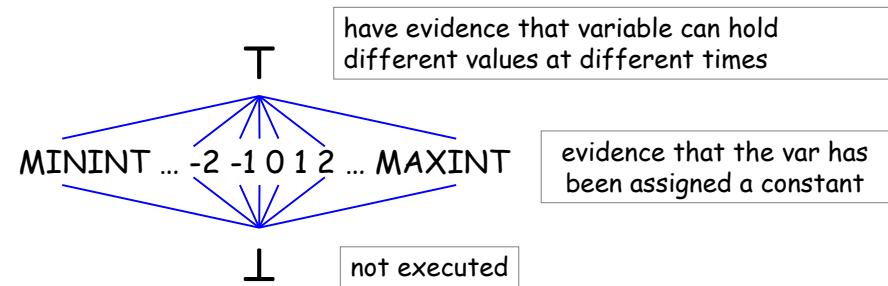 have evidence that variable can hold
different values at different times
⊤
MININT ... -2 -1 0 1 2 ... MAXINT
evidence that the var has
been assigned a constant
⊥
not executed